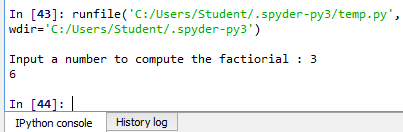 In [43]: runfile('C:/Users/Student/.spyder-py3/temp.py',
wdir='C:/Users/Student/.spyder-py3')
Input a number to compute the factiorial : 3
6
In [44]:
IPython console History log